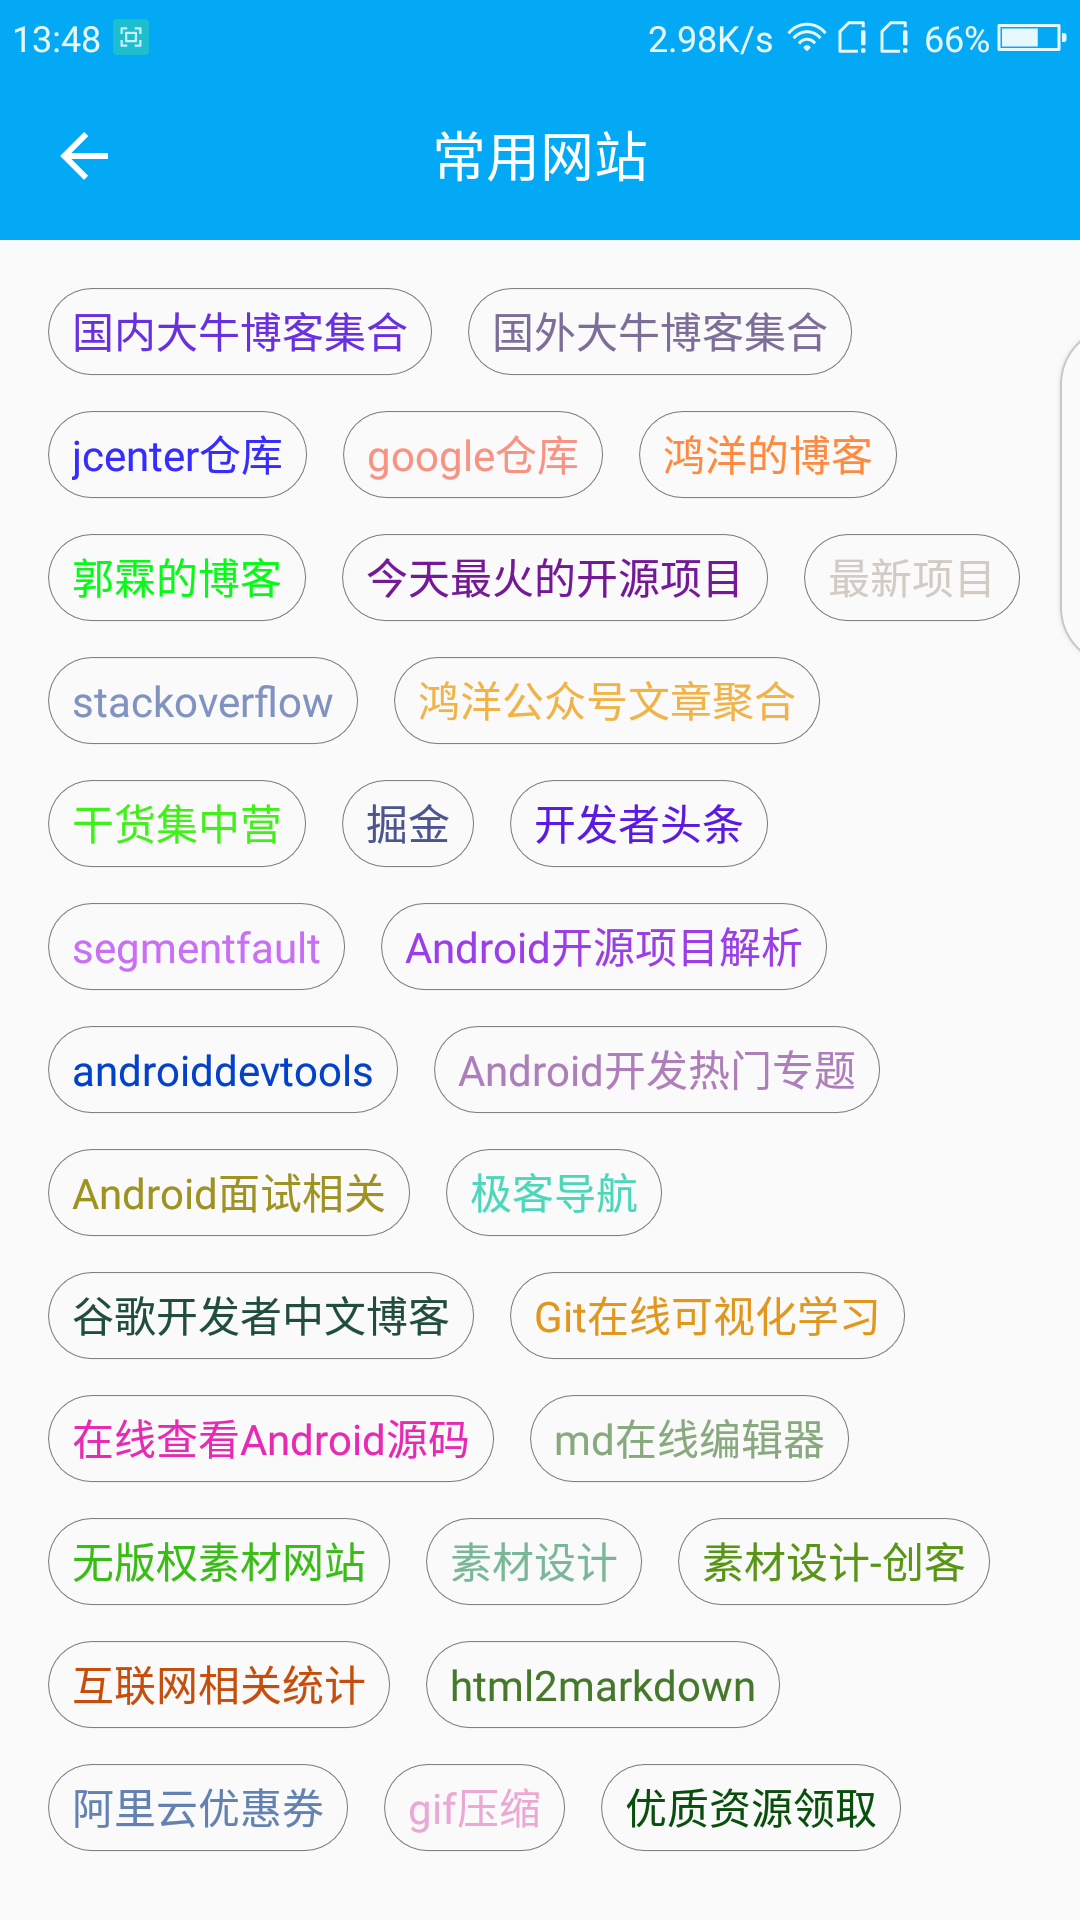 13:48 2.98K/s 66%
常用网站
国内大牛博客集合 国外大牛博客集合
jcenter仓库 google仓库 鸿洋的博客
郭霖的博客 今天最火的开源项目 最新项目
stackoverflow 鸿洋公众号文章聚合
干货集中营 掘金 开发者头条
segmentfault Android开源项目解析
androiddevtools Android开发热门专题
Android面试相关 极客导航
谷歌开发者中文博客 Git在线可视化学习
在线查看Android源码 md在线编辑器
无版权素材网站 素材设计 素材设计-创客
互联网相关统计 html2markdown
阿里云优惠券 gif压缩 优质资源领取